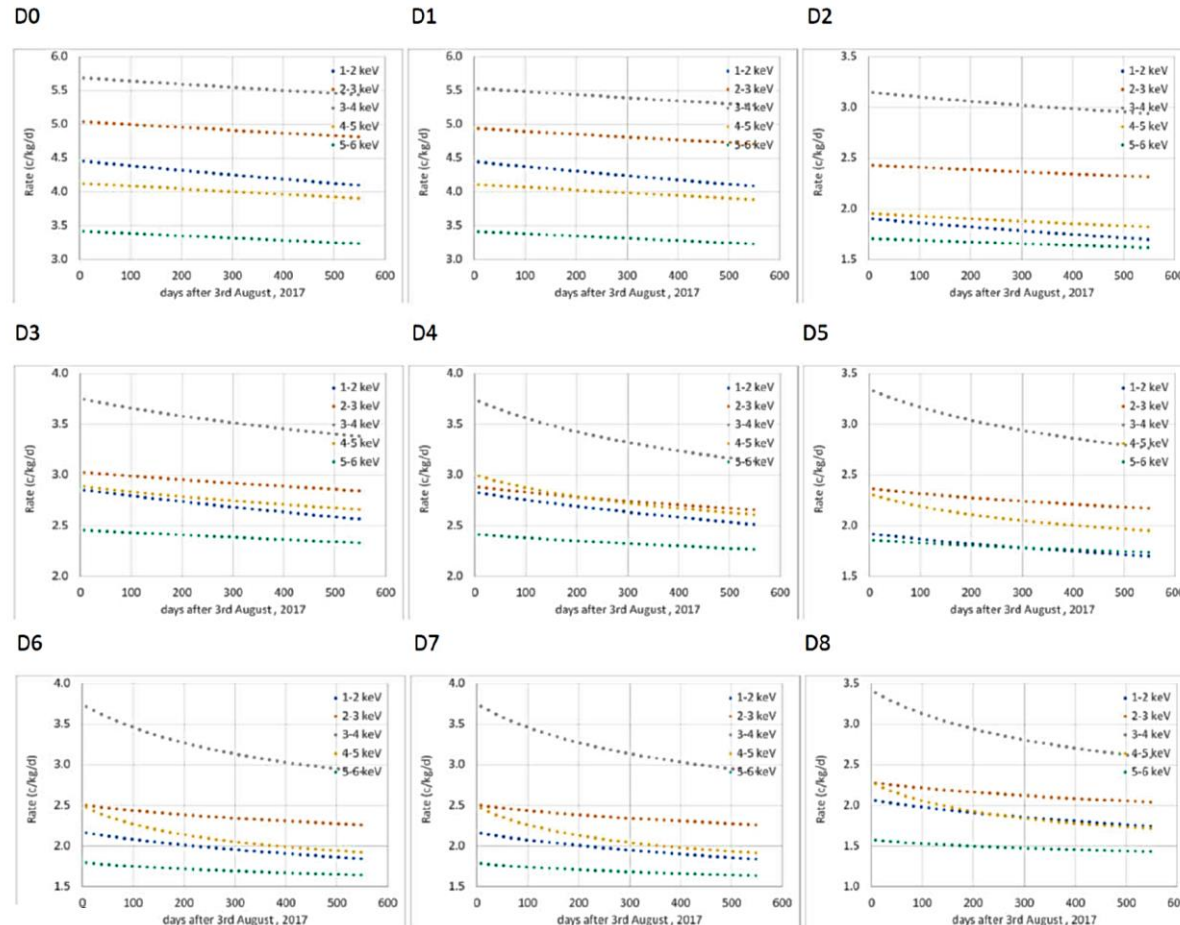 D0
D1
D2
6.0
5.5
5.0
4.5
4.0
3.5
3.0
Rate (c/kg/d)
1-2 keV
2-3 keV
3-4 keV
4-5 keV
5-6 keV
0 100 200 300 400 500 600
days after 3rd August , 2017
6.0
5.5
5.0
4.5
4.0
3.5
3.0
Rate (c/kg/d)
1-2 keV
2-3 keV
3-4 keV
4-5 keV
5-6 keV
0 100 200 300 400 500 600
days after 3rd August , 2017
3.5
3.0
2.5
2.0
1.5
Rate (c/kg/d)
1-2 keV
2-3 keV
3-4 keV
4-5 keV
5-6 keV
0 100 200 300 400 500 600
days after 3rd August , 2017
D3
D4
D5
4.0
3.5
3.0
2.5
2.0
Rate (c/kg/d)
1-2 keV
2-3 keV
3-4 keV
4-5 keV
5-6 keV
0 100 200 300 400 500 600
days after 3rd August , 2017
4.0
3.5
3.0
2.5
2.0
Rate (c/kg/d)
1-2 keV
2-3 keV
3-4 keV
4-5 keV
5-6 keV
0 100 200 300 400 500 600
days after 3rd August , 2017
3.5
3.0
2.5
2.0
1.5
Rate (c/kg/d)
1-2 keV
2-3 keV
3-4 keV
4-5 keV
5-6 keV
0 100 200 300 400 500 600
days after 3rd August , 2017
D6
D7
D8
4.0
3.5
3.0
2.5
2.0
1.5
Rate (c/kg/d)
1-2 keV
2-3 keV
3-4 keV
4-5 keV
5-6 keV
0 100 200 300 400 500 600
days after 3rd August , 2017
4.0
3.5
3.0
2.5
2.0
1.5
Rate (c/kg/d)
1-2 keV
2-3 keV
3-4 keV
4-5 keV
5-6 keV
0 100 200 300 400 500 600
days after 3rd August , 2017
3.5
3.0
2.5
2.0
1.5
1.0
Rate (c/kg/d)
1-2 keV
2-3 keV
3-4 keV
4-5 keV
5-6 keV
0 100 200 300 400 500 600
days after 3rd August , 2017